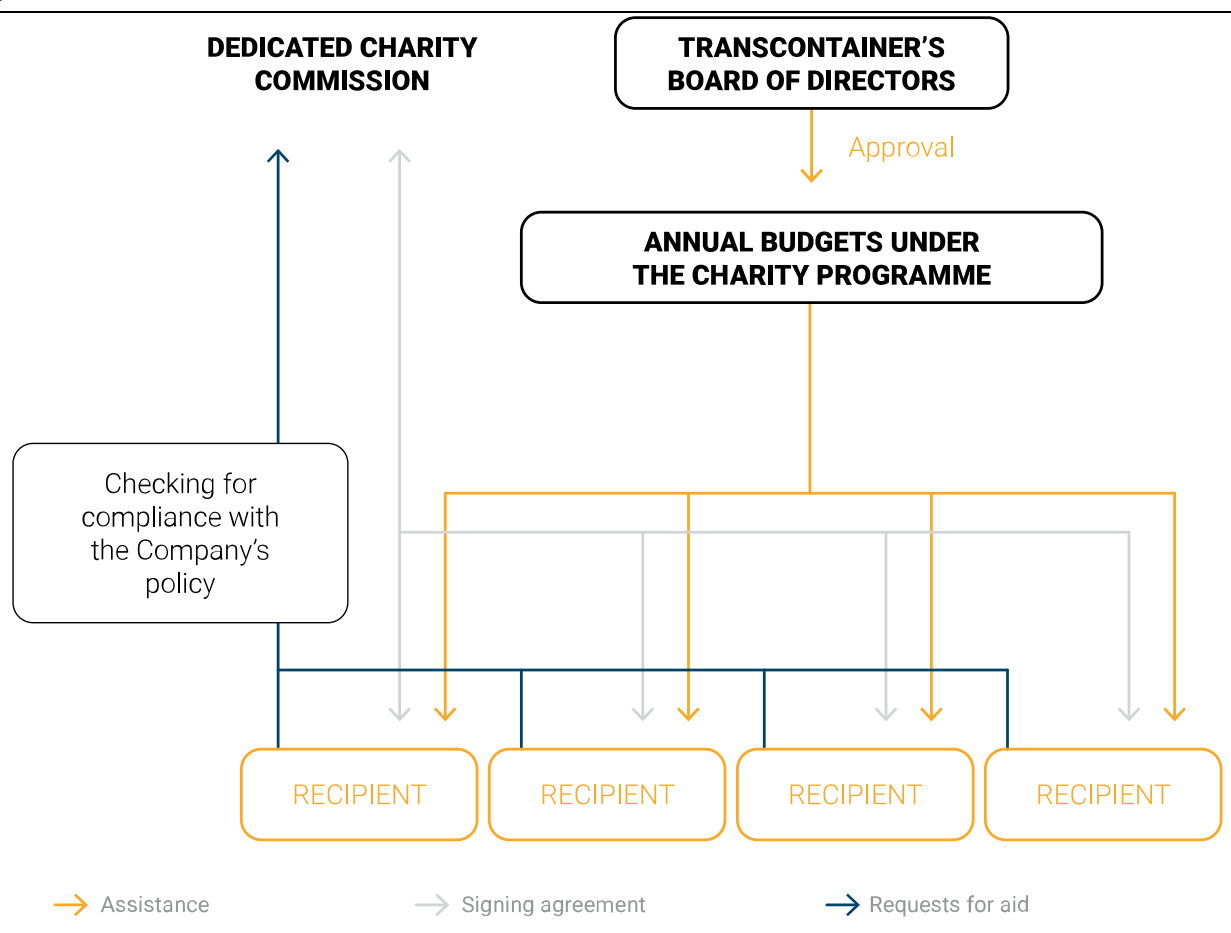 DEDICATED CHARITY
COMMISSION
TRANSCONTAINER’S
BOARD OF DIRECTORS
Approval
ANNUAL BUDGETS UNDER
THE CHARITY PROGRAMME
Checking for
compliance with
the Company’s
policy
RECIPIENT
RECIPIENT
RECIPIENT
RECIPIENT
Assistance
Signing agreement
Requests for aid